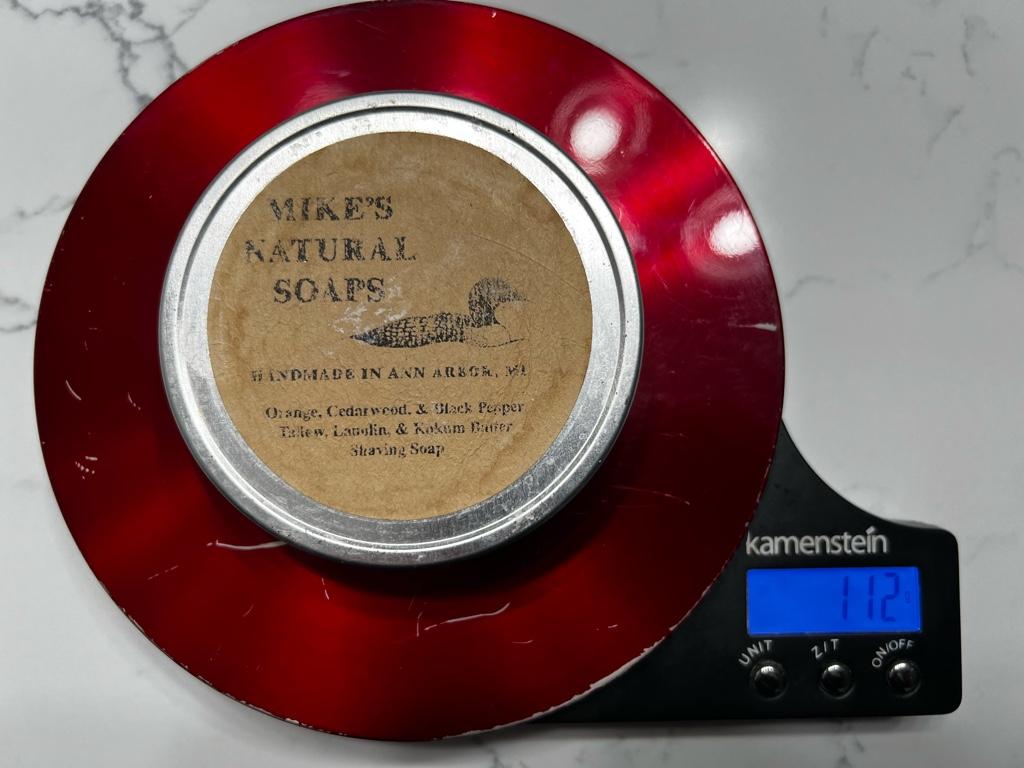 MIKE'S
NATURAL
SOAPS
HANDMADE IN ANN ARBOR, MI
Orange, Cedarwood, & Black Pepper
Tallow, Lanolin, & Kokum Butter
Shaving Soap
kamenstein
112 g
UNIT
Z/T
ON/OFF